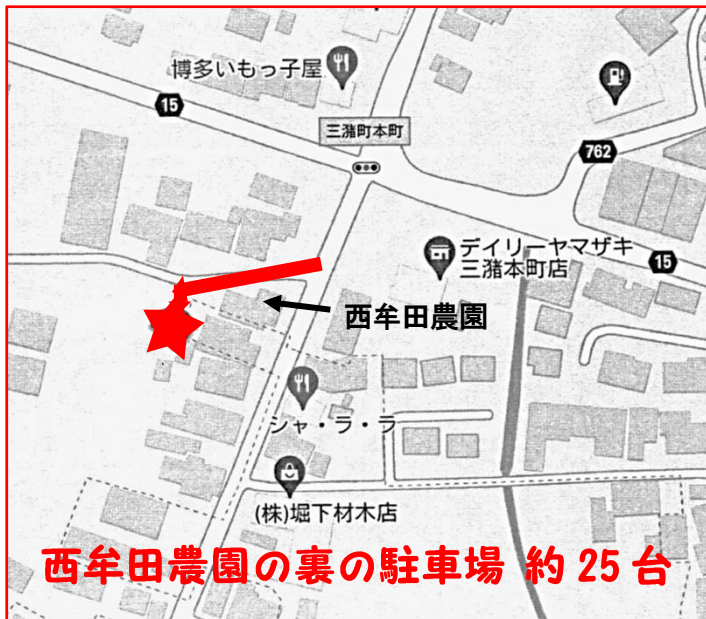 博多いもっ子屋
15
三潴町本町
762
デイリーヤマザキ
三潴本町店
15
西牟田農園
シャ・ラ・ラ
(株)堀下材木店
西牟田農園の裏の駐車場 約25台